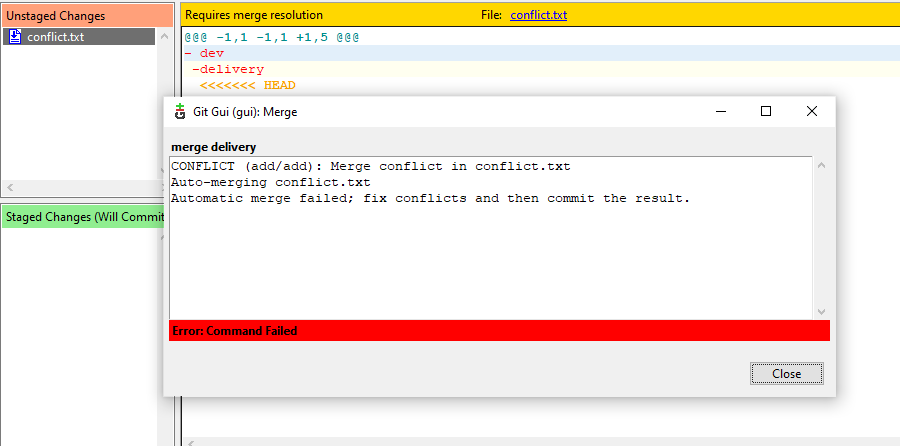 Unstaged Changes
conflict.txt
Requires merge resolution File: conflict.txt
@@@ -1,1 -1,1 +1,5 @@@
- dev
 -delivery
  <<<<<<< HEAD
Git Gui (gui): Merge
merge delivery
CONFLICT (add/add): Merge conflict in conflict.txt
Auto-merging conflict.txt
Automatic merge failed; fix conflicts and then commit the result.
Error: Command Failed
Close
Staged Changes (Will Commit